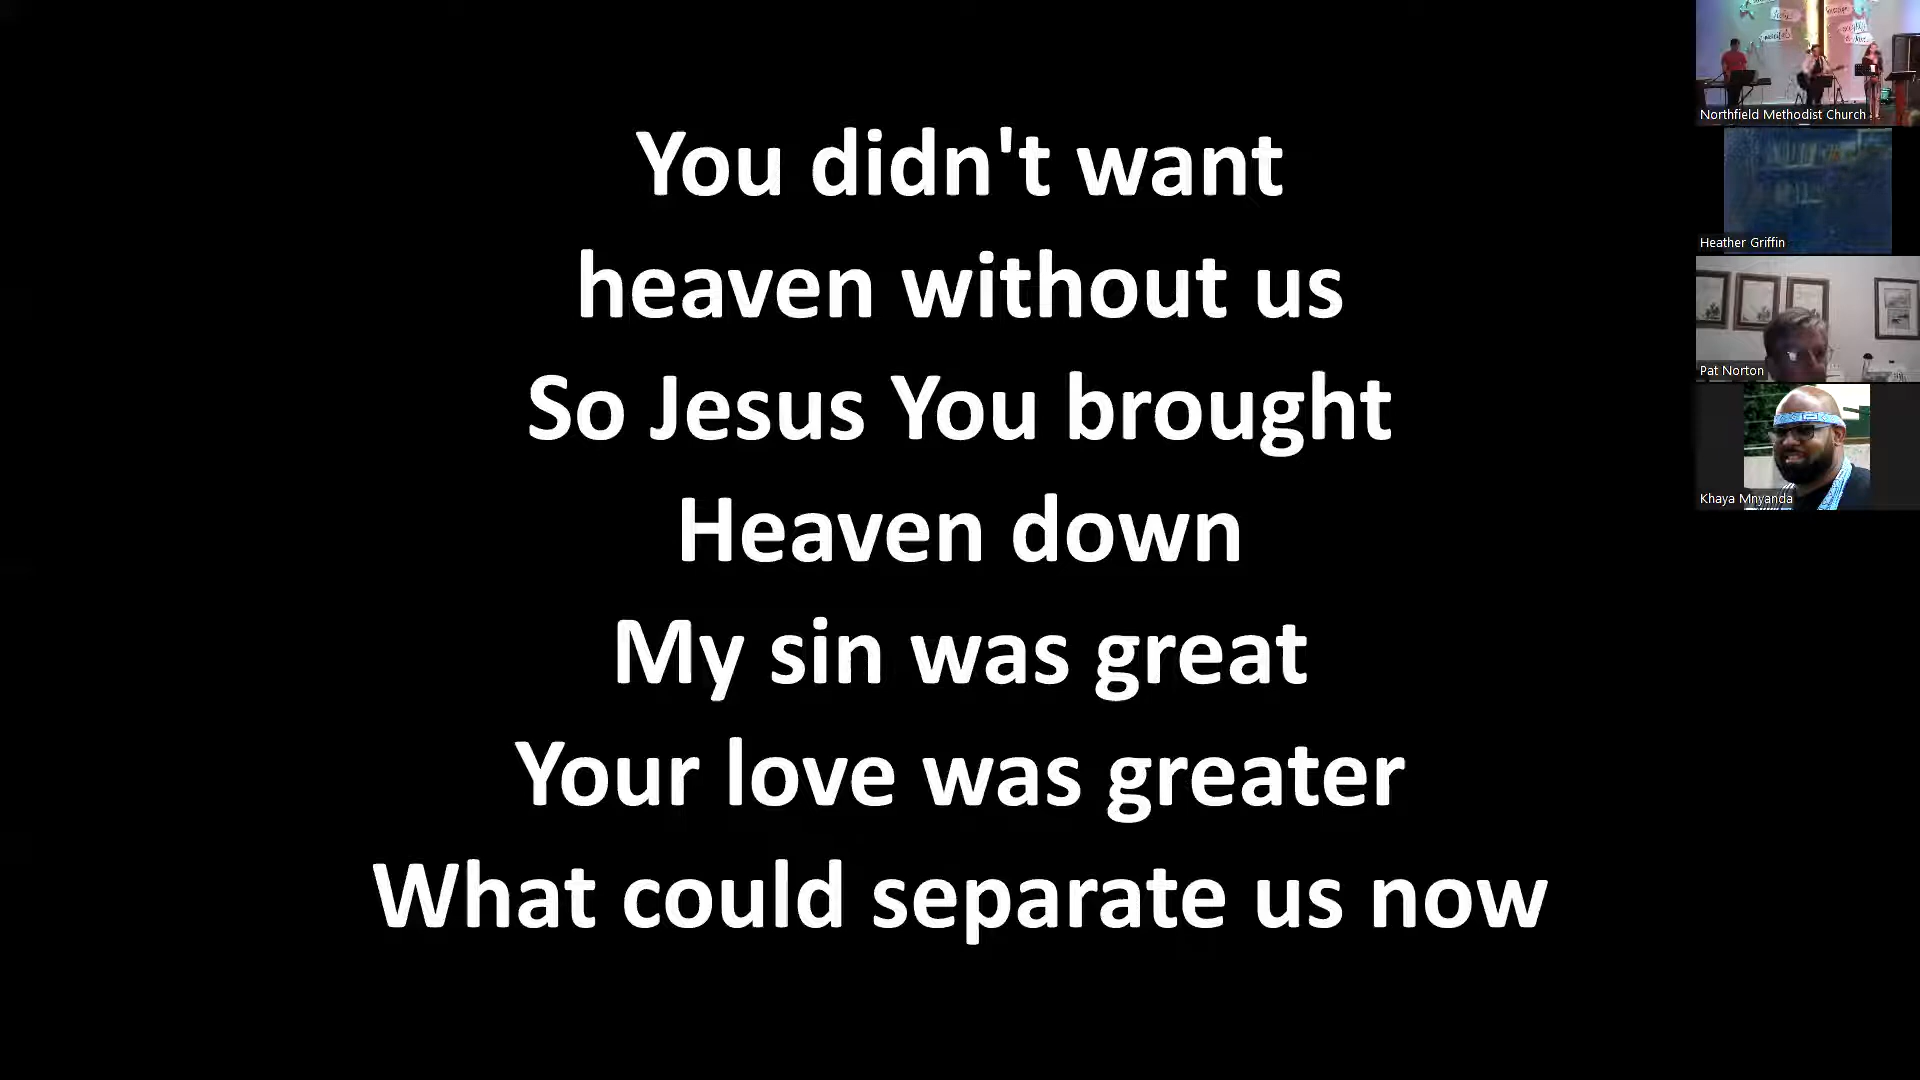 You didn't want
heaven without us
So Jesus You brought
Heaven down
My sin was great
Your love was greater
What could separate us now
Northfield Methodist Church
Heather Griffin
Pat Norton
Khaya Mnyanda